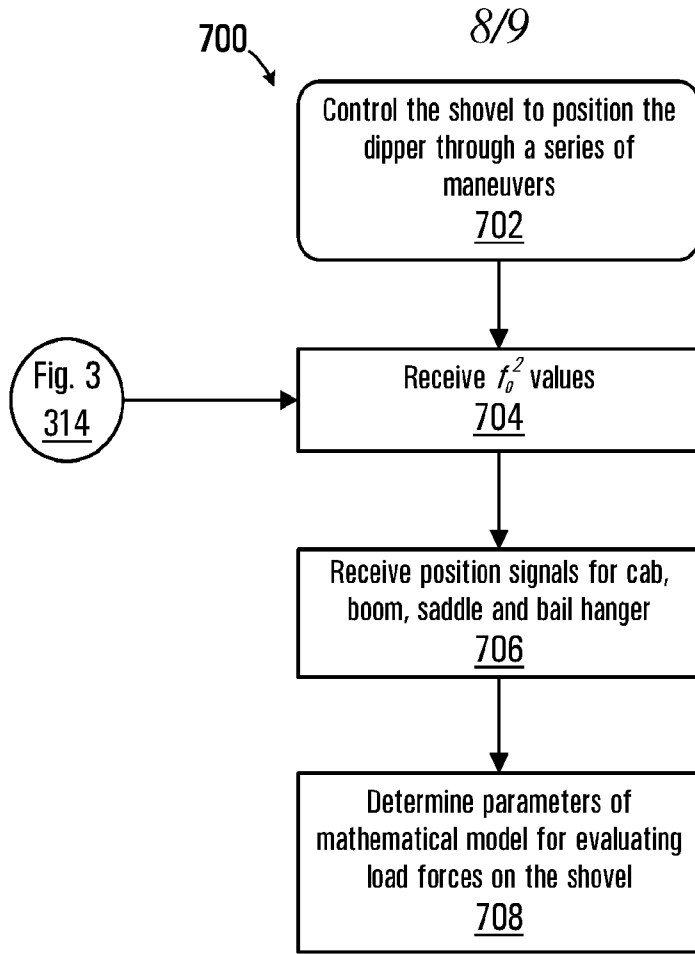 8/9
700
Control the shovel to position the
dipper through a series of
maneuvers
702
Fig. 3
314
Receive f₀² values
704
Receive position signals for cab,
boom, saddle and bail hanger
706
Determine parameters of
mathematical model for evaluating
load forces on the shovel
708